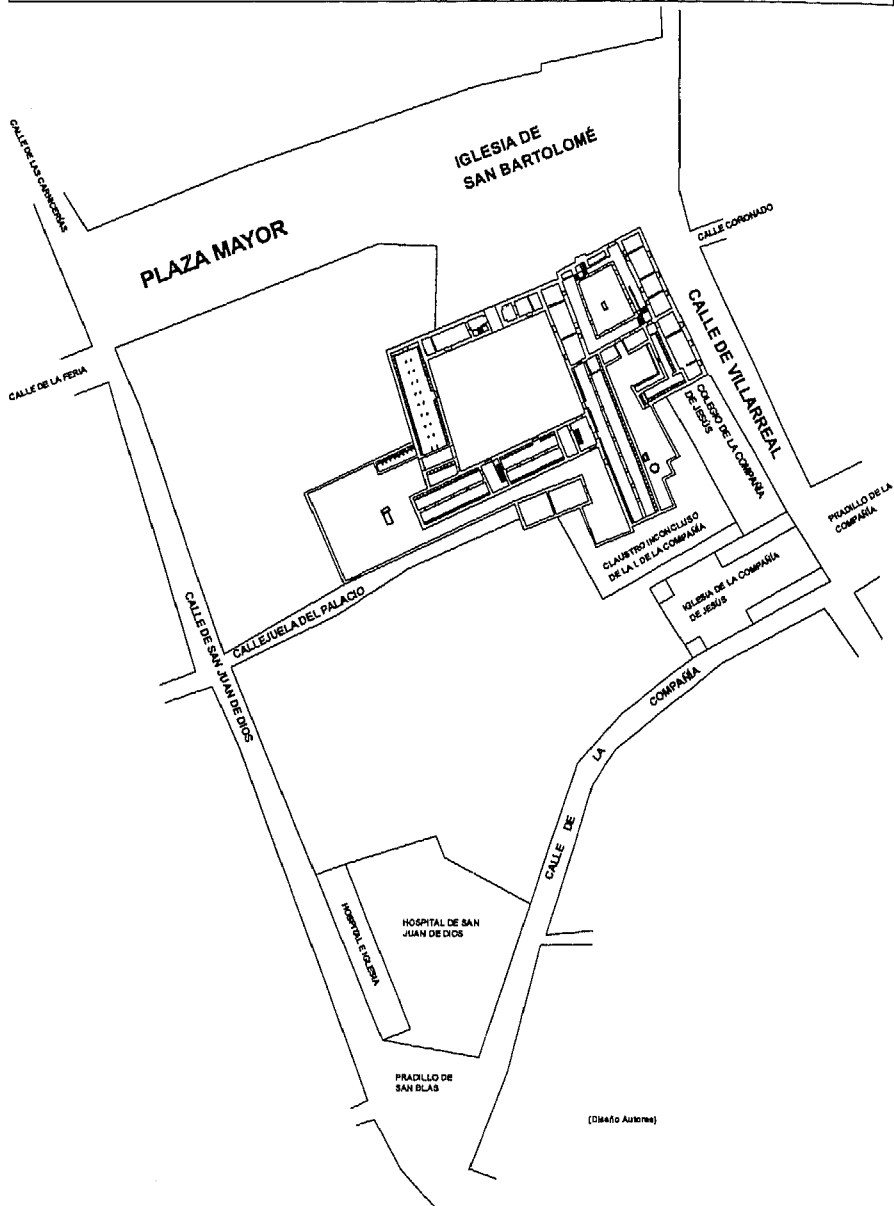 IGLESIA DE
SAN BARTOLOMÉ
CALLE DE LAS CARNICERÍAS
PLAZA MAYOR
CALLE CORONADO
CALLE DE LA FERIA
CALLE DE VILLARREAL
COLEGIO DE LA COMPAÑÍA
DE JESÚS
PRADILLO DE LA
COMPAÑÍA
CLAUSTRO INCONCLUSO
DE LA I. DE LA COMPAÑÍA
IGLESIA DE LA COMPAÑÍA
DE JESÚS
CALLEJUELA DEL PALACIO
CALLE DE SAN JUAN DE DIOS
CALLE DE LA COMPAÑÍA
HOSPITAL E IGLESIA
HOSPITAL DE SAN
JUAN DE DIOS
PRADILLO DE
SAN BLAS
(Diseño Autores)